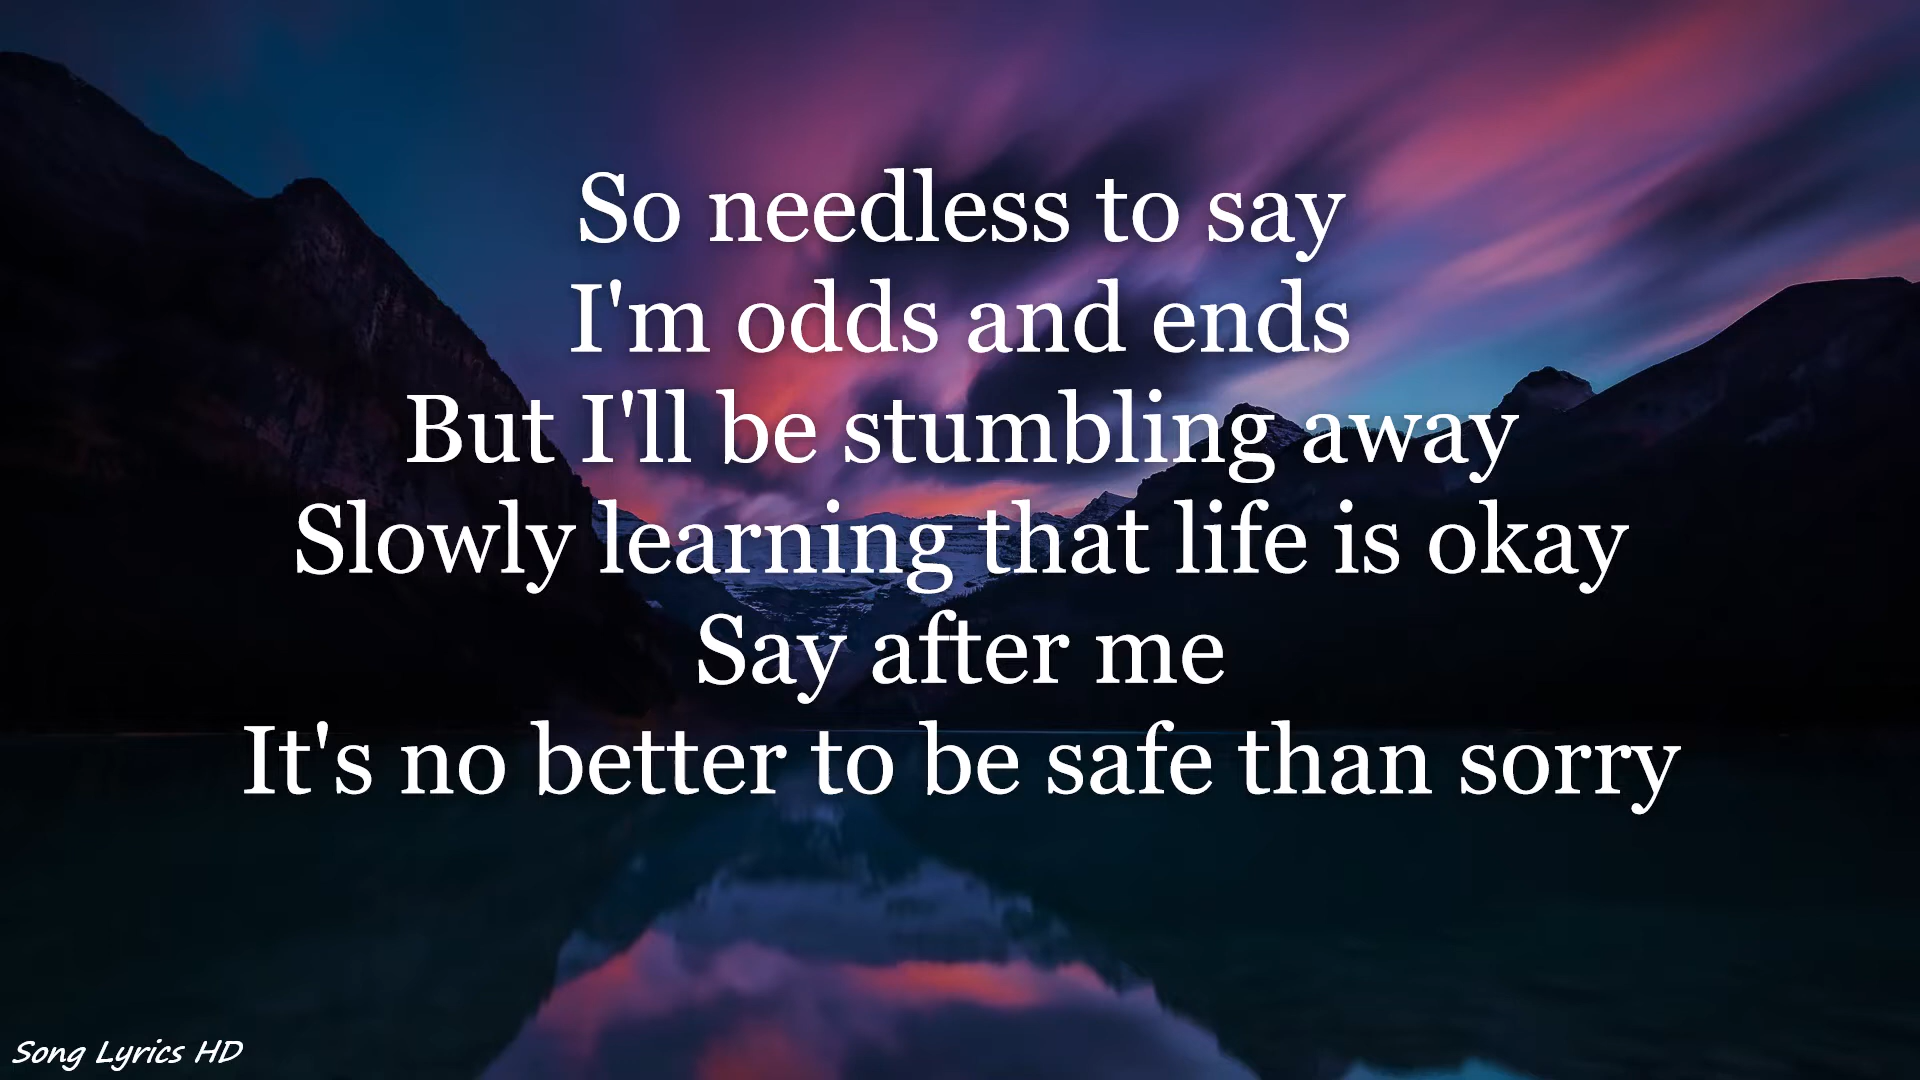 So needless to say
I'm odds and ends
But I'll be stumbling away
Slowly learning that life is okay
Say after me
It's no better to be safe than sorry
Song Lyrics HD